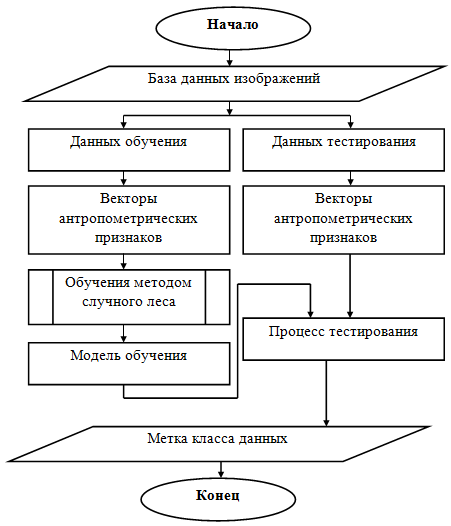 Начало
База данных изображений
Данных обучения
Данных тестирования
Векторы
антропометрических
признаков
Векторы
антропометрических
признаков
Обучения методом
случного леса
Модель обучения
Процесс тестирования
Метка класса данных
Конец